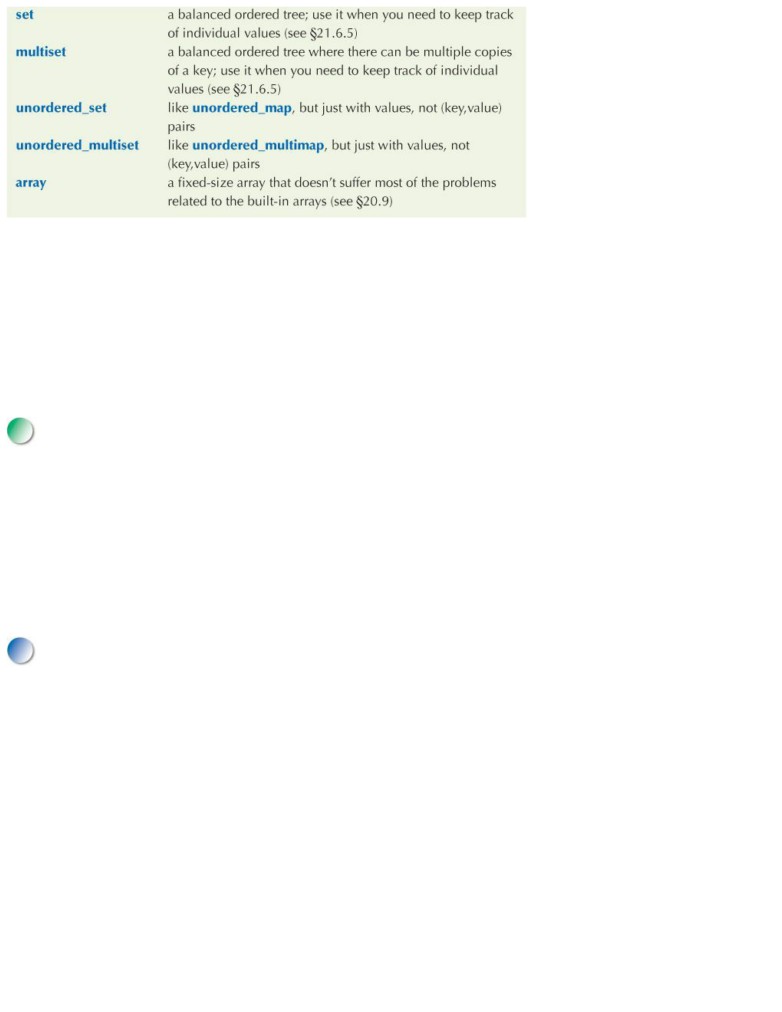 set a balanced ordered tree; use it when you need to keep track
of individual values (see §21.6.5)
multiset a balanced ordered tree where there can be multiple copies
of a key; use it when you need to keep track of individual
values (see §21.6.5)
unordered_set like unordered_map, but just with values, not (key,value)
pairs
unordered_multiset like unordered_multimap, but just with values, not
(key,value) pairs
array a fixed-size array that doesn’t suffer most of the problems
related to the built-in arrays (see §20.9)